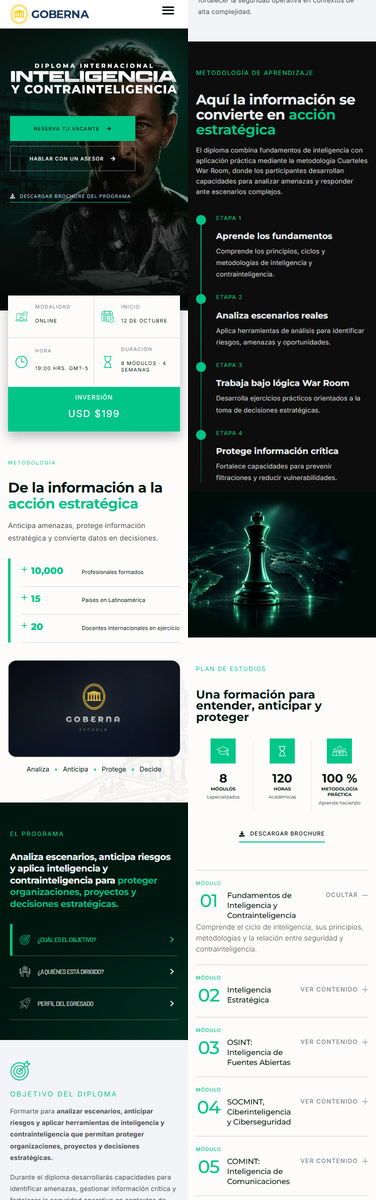 GOBERNA
DIPLOMA INTERNACIONAL
INTELIGENCIA
Y CONTRAINTELIGENCIA
RESERVA TU VACANTE →
HABLAR CON UN ASESOR →
DESCARGAR BROCHURE DEL PROGRAMA
MODALIDAD
ONLINE
INICIO
12 DE OCTUBRE
HORA
19:00 HRS. GMT-5
DURACIÓN
8 MÓDULOS · 4
SEMANAS
INVERSIÓN
USD $199
METODOLOGÍA
De la información a la
acción estratégica
Anticipa amenazas, protege información
estratégica y convierte datos en decisiones.
+ 10,000 Profesionales formados
+ 15 Países en Latinoamérica
+ 20 Docentes Internacionales en ejercicio
GOBERNA
ESCUELA
Analiza • Anticipa • Protege • Decide
EL PROGRAMA
Analiza escenarios, anticipa riesgos
y aplica inteligencia y
contrainteligencia para proteger
organizaciones, proyectos y
decisiones estratégicas.
¿CUÁL ES EL OBJETIVO?
¿A QUIÉNES ESTÁ DIRIGIDO?
PERFIL DEL EGRESADO
OBJETIVO DEL DIPLOMA
Formarte para analizar escenarios, anticipar
riesgos y aplicar herramientas de inteligencia y
contrainteligencia que permitan proteger
organizaciones, proyectos y decisiones
estratégicas.
Durante el diploma desarrollarás capacidades para
identificar amenazas, gestionar información crítica y
alta complejidad.
METODOLOGÍA DE APRENDIZAJE
Aquí la información se
convierte en acción
estratégica
El diploma combina fundamentos de inteligencia con
aplicación práctica mediante la metodología Cuarteles
War Room, donde los participantes desarrollan
capacidades para analizar amenazas y responder
ante escenarios complejos.
ETAPA 1
Aprende los fundamentos
Comprende los principios, ciclos y
metodologías de inteligencia y
contrainteligencia.
ETAPA 2
Analiza escenarios reales
Aplica herramientas de análisis para identificar
riesgos, amenazas y oportunidades.
ETAPA 3
Trabaja bajo lógica War Room
Desarrolla ejercicios prácticos orientados a la
toma de decisiones estratégicas.
ETAPA 4
Protege información crítica
Fortalece capacidades para prevenir
filtraciones y reducir vulnerabilidades.
PLAN DE ESTUDIOS
Una formación para
entender, anticipar y
proteger
8
MÓDULOS
Especializados
120
HORAS
Académicas
100 %
METODOLOGÍA
PRÁCTICA
Aprende haciendo
DESCARGAR BROCHURE
MÓDULO
01 Fundamentos de
Inteligencia y
Contrainteligencia
OCULTAR —
Comprende el ciclo de inteligencia, sus principios,
metodologías y la relación entre seguridad y
contrainteligencia.
MÓDULO
02 Inteligencia
Estratégica
VER CONTENIDO +
MÓDULO
03 OSINT:
Inteligencia de
Fuentes Abiertas
VER CONTENIDO +
MÓDULO
04 SOCMINT,
Ciberinteligencia
y Ciberseguridad
VER CONTENIDO +
MÓDULO
05 COMINT:
Inteligencia de
Comunicaciones
VER CONTENIDO +